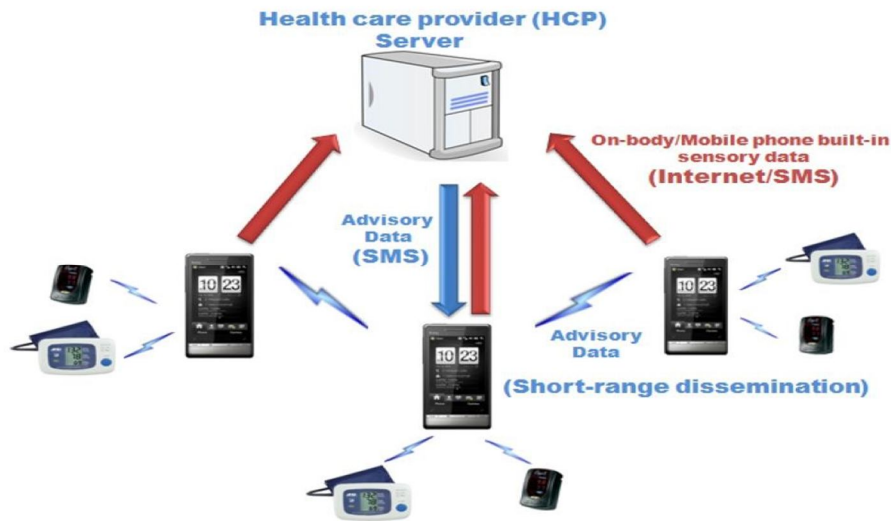 Health care provider (HCP)
Server
On-body/Mobile phone built-in
sensory data
(Internet/SMS)
Advisory
Data
(SMS)
10 23
10 23
10 23
Advisory
Data
(Short-range dissemination)